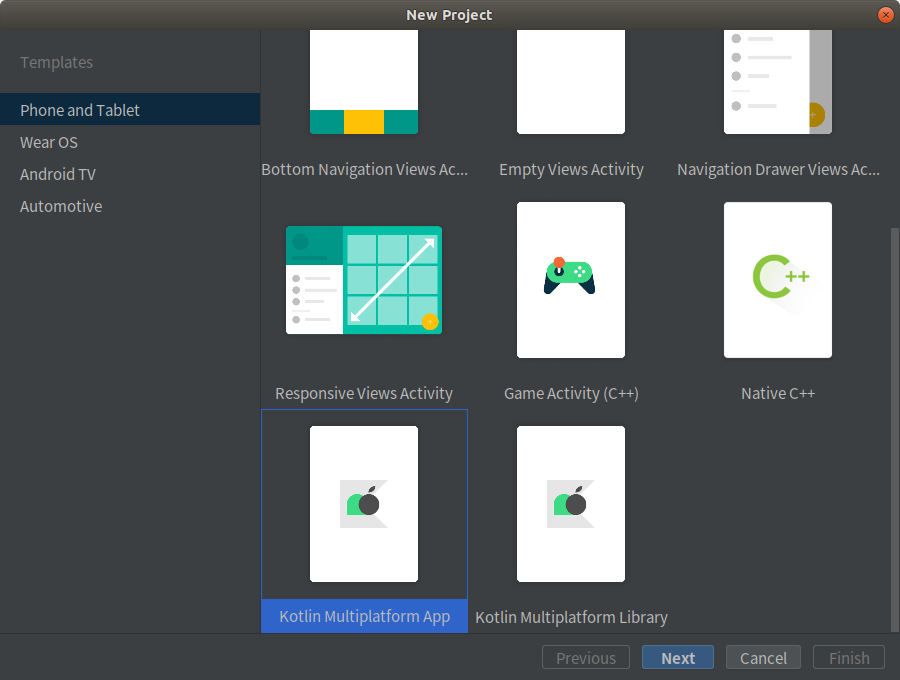 New Project
Templates
Phone and Tablet
Wear OS
Android TV
Automotive
Bottom Navigation Views Ac...
Empty Views Activity
Navigation Drawer Views Ac...
C++
Responsive Views Activity
Game Activity (C++)
Native C++
Kotlin Multiplatform App
Kotlin Multiplatform Library
Previous
Next
Cancel
Finish